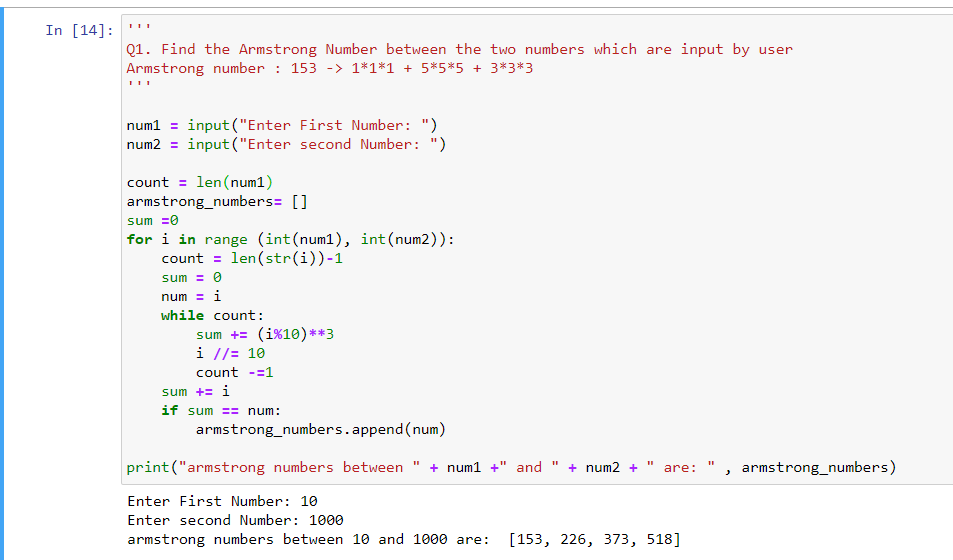 In [14]: '''
Q1. Find the Armstrong Number between the two numbers which are input by user
Armstrong number : 153 -> 1*1*1 + 5*5*5 + 3*3*3
'''

num1 = input("Enter First Number: ")
num2 = input("Enter second Number: ")

count = len(num1)
armstrong_numbers= []
sum =0
for i in range (int(num1), int(num2)):
    count = len(str(i))-1
    sum = 0
    num = i
    while count:
        sum += (i%10)**3
        i //= 10
        count -=1
    sum += i
    if sum == num:
        armstrong_numbers.append(num)

print("armstrong numbers between " + num1 +" and " + num2 + " are: " , armstrong_numbers)
Enter First Number: 10
Enter second Number: 1000
armstrong numbers between 10 and 1000 are:  [153, 226, 373, 518]